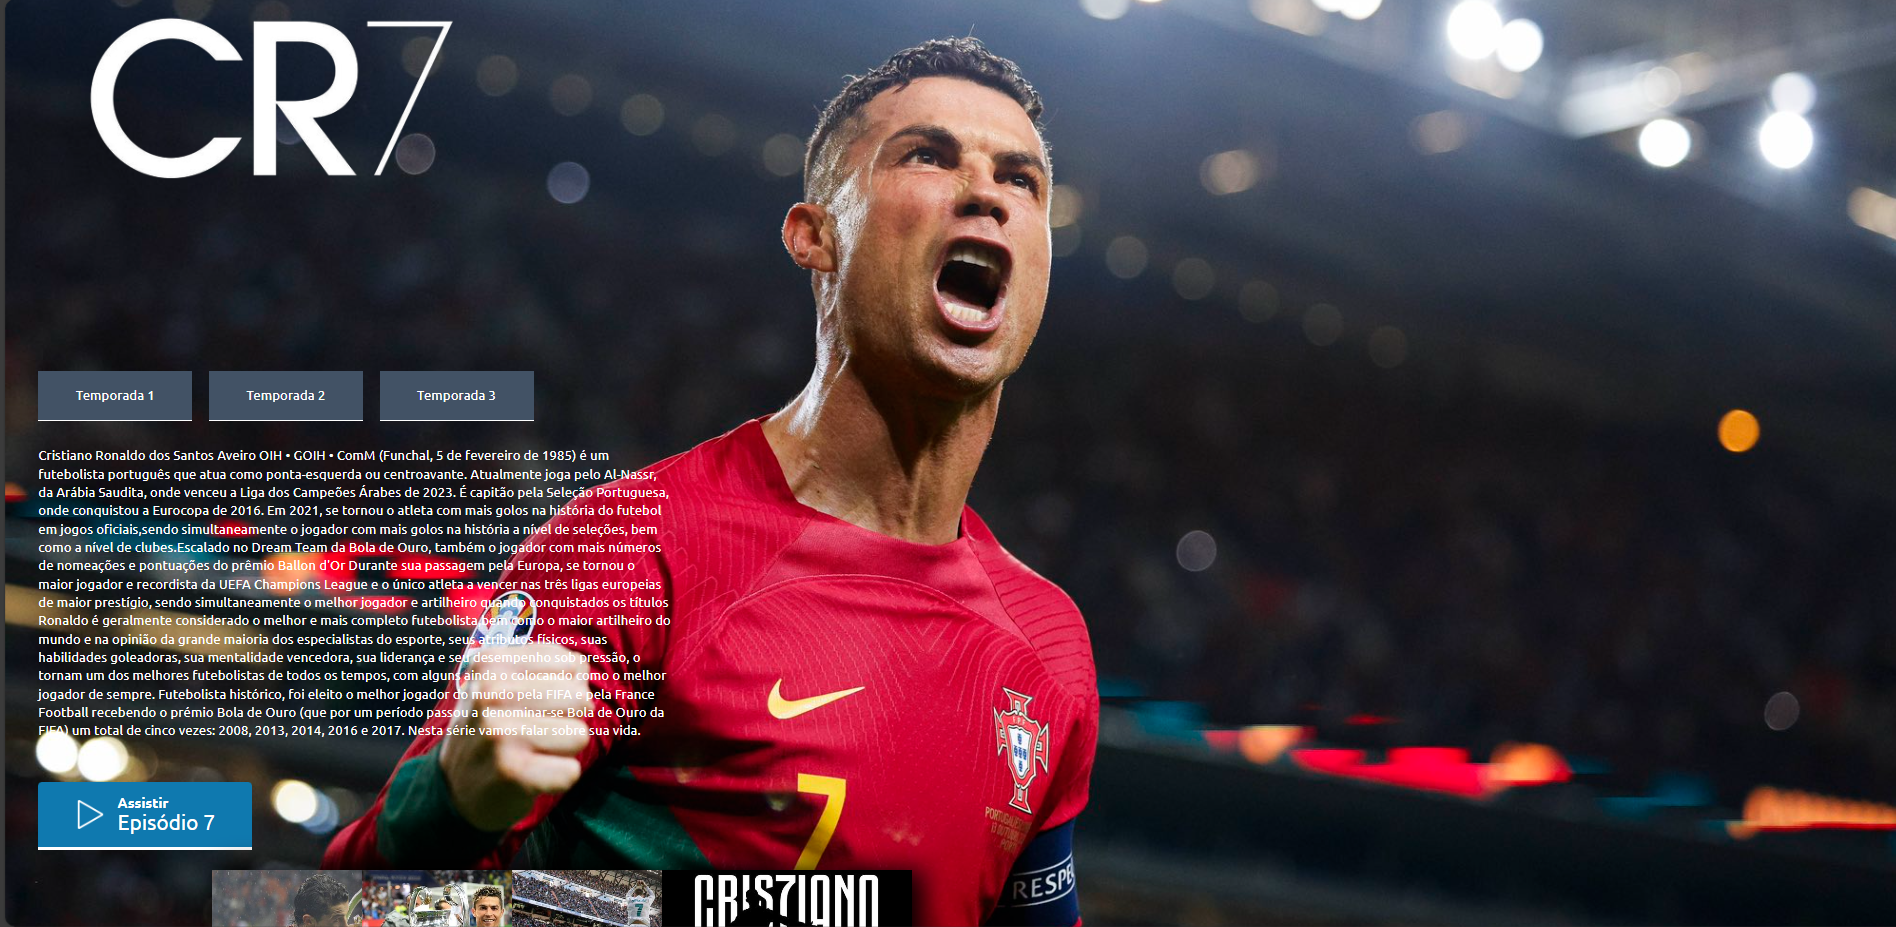 CR7
Temporada 1
Temporada 2
Temporada 3
Cristiano Ronaldo dos Santos Aveiro OIH • GOIH • ComM (Funchal, 5 de fevereiro de 1985) é um
futebolista português que atua como ponta-esquerda ou centroavante. Atualmente joga pelo Al-Nassr,
da Arábia Saudita, onde venceu a Liga dos Campeões Árabes de 2023. É capitão pela Seleção Portuguesa,
onde conquistou a Eurocopa de 2016. Em 2021, se tornou o atleta com mais golos na história do futebol
em jogos oficiais,sendo simultaneamente o jogador com mais golos na história a nível de seleções, bem
como a nível de clubes.Escalado no Dream Team da Bola de Ouro, também o jogador com mais números
de nomeações e pontuações do prêmio Ballon d'Or Durante sua passagem pela Europa, se tornou o
maior jogador e recordista da UEFA Champions League e o único atleta a vencer nas três ligas europeias
de maior prestígio, sendo simultaneamente o melhor jogador e artilheiro quando conquistados os títulos
Ronaldo é geralmente considerado o melhor e mais completo futebolista,bem como o maior artilheiro do
mundo e na opinião da grande maioria dos especialistas do esporte, seus atributos físicos, suas
habilidades goleadoras, sua mentalidade vencedora, sua liderança e seu desempenho sob pressão, o
tornam um dos melhores futebolistas de todos os tempos, com alguns ainda o colocando como o melhor
jogador de sempre. Futebolista histórico, foi eleito o melhor jogador do mundo pela FIFA e pela France
Football recebendo o prémio Bola de Ouro (que por um período passou a denominar-se Bola de Ouro da
FIFA) um total de cinco vezes: 2008, 2013, 2014, 2016 e 2017. Nesta série vamos falar sobre sua vida.
7
RESPE
Assistir
Episódio 7
7
CRIS7IANO